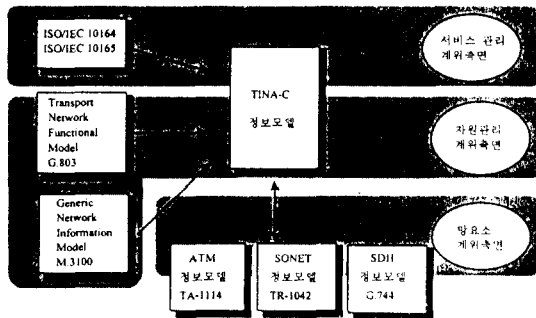 ISO/IEC 10164
ISO/IEC 10165
서비스 관리
계위측면
TINA-C
정보모델
Transport
Network
Functional
Model
G.803
자원관리
계위측면
Generic
Network
Information
Model
M.3100
망요소
계위측면
ATM
정보모델
TA-1114
SONET
정보모델
TR-1042
SDH
정보모델
G.744